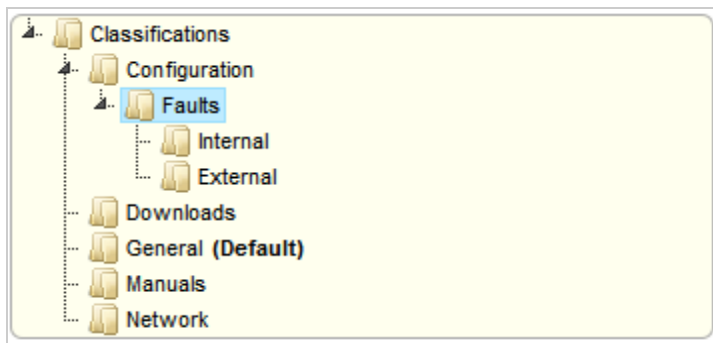 Classifications
Configuration
Faults
Internal
External
Downloads
General (Default)
Manuals
Network